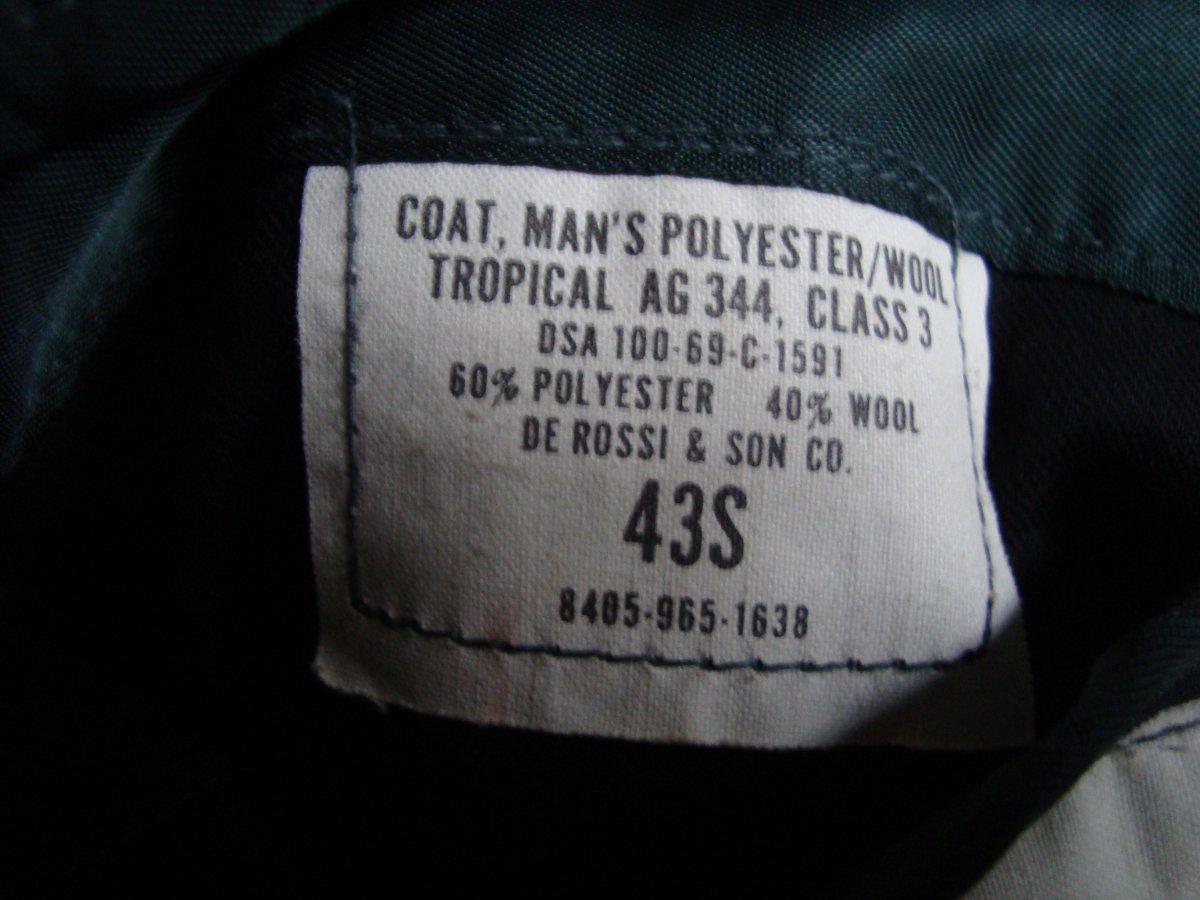 COAT, MAN'S POLYESTER/WOOL
TROPICAL AG 344, CLASS 3
DSA 100-69-C-1591
60% POLYESTER 40% WOOL
DE ROSSI & SON CO.
43S
8405-965-1638